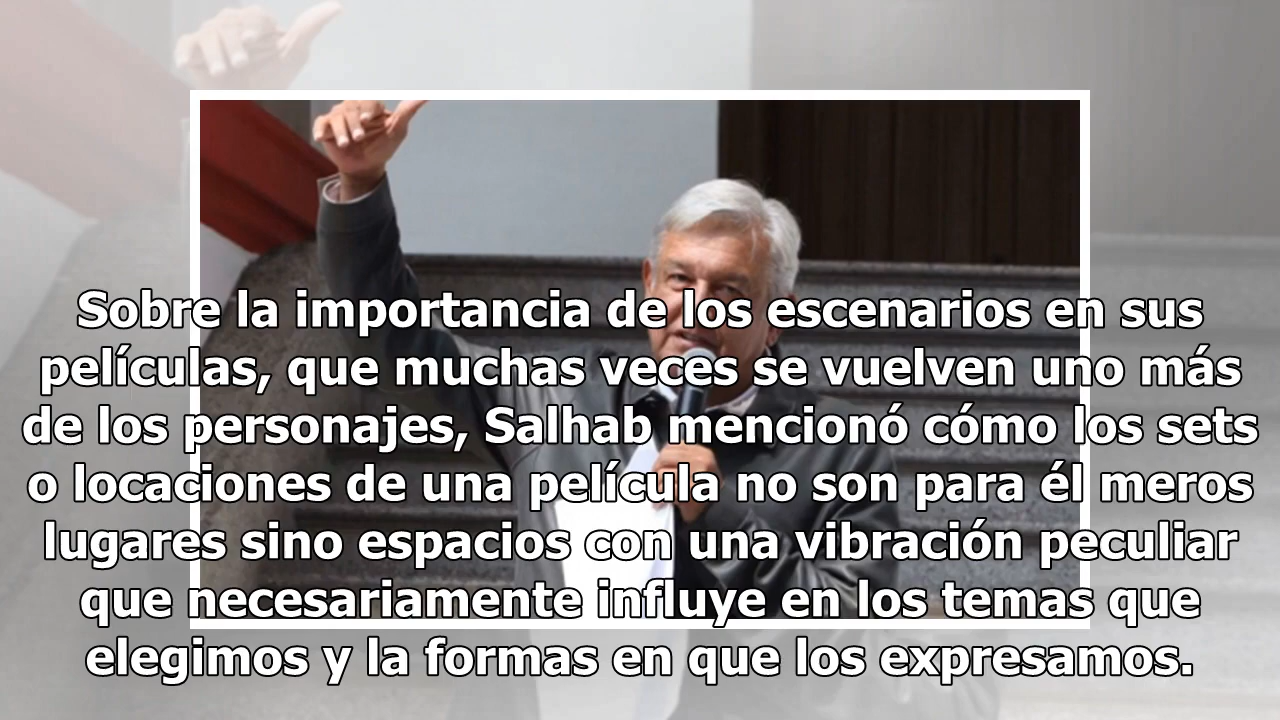 Sobre la importancia de los escenarios en sus
películas, que muchas veces se vuelven uno más
de los personajes, Salhab mencionó cómo los sets
o locaciones de una película no son para él meros
lugares sino espacios con una vibración peculiar
que necesariamente influye en los temas que
elegimos y la formas en que los expresamos.